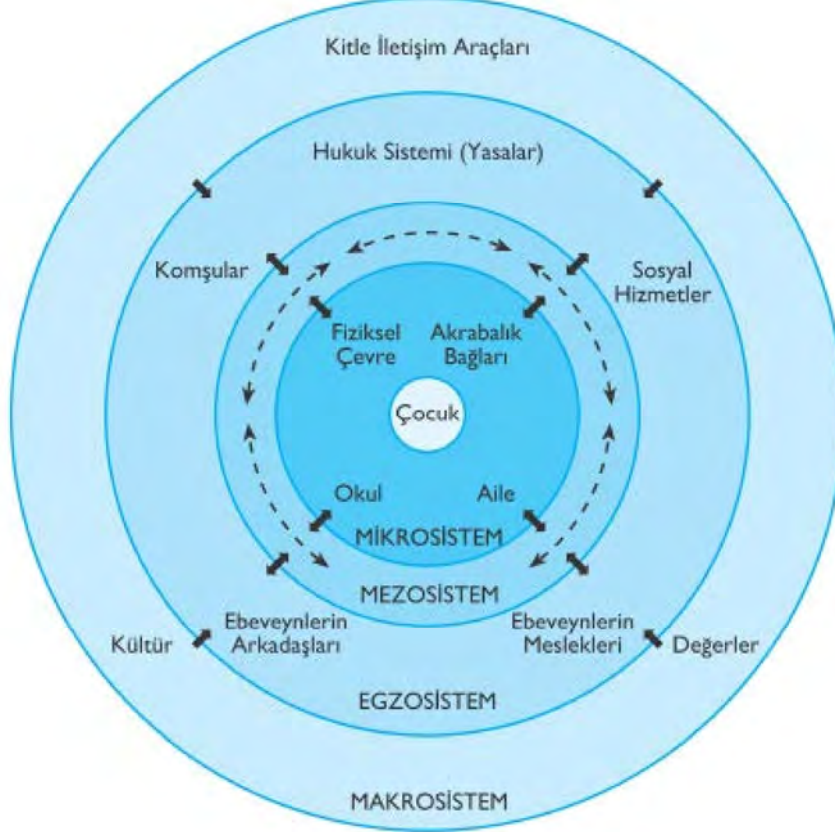 Kitle İletişim Araçları
Hukuk Sistemi (Yasalar)
Komşular
Sosyal
Hizmetler
Fiziksel
Çevre
Akrabalık
Bağları
Çocuk
Okul
Aile
MİKROSİSTEM
MEZOSİSTEM
Kültür
Ebeveynlerin
Arkadaşları
Ebeveynlerin
Meslekleri
Değerler
EGZOSİSTEM
MAKROSİSTEM